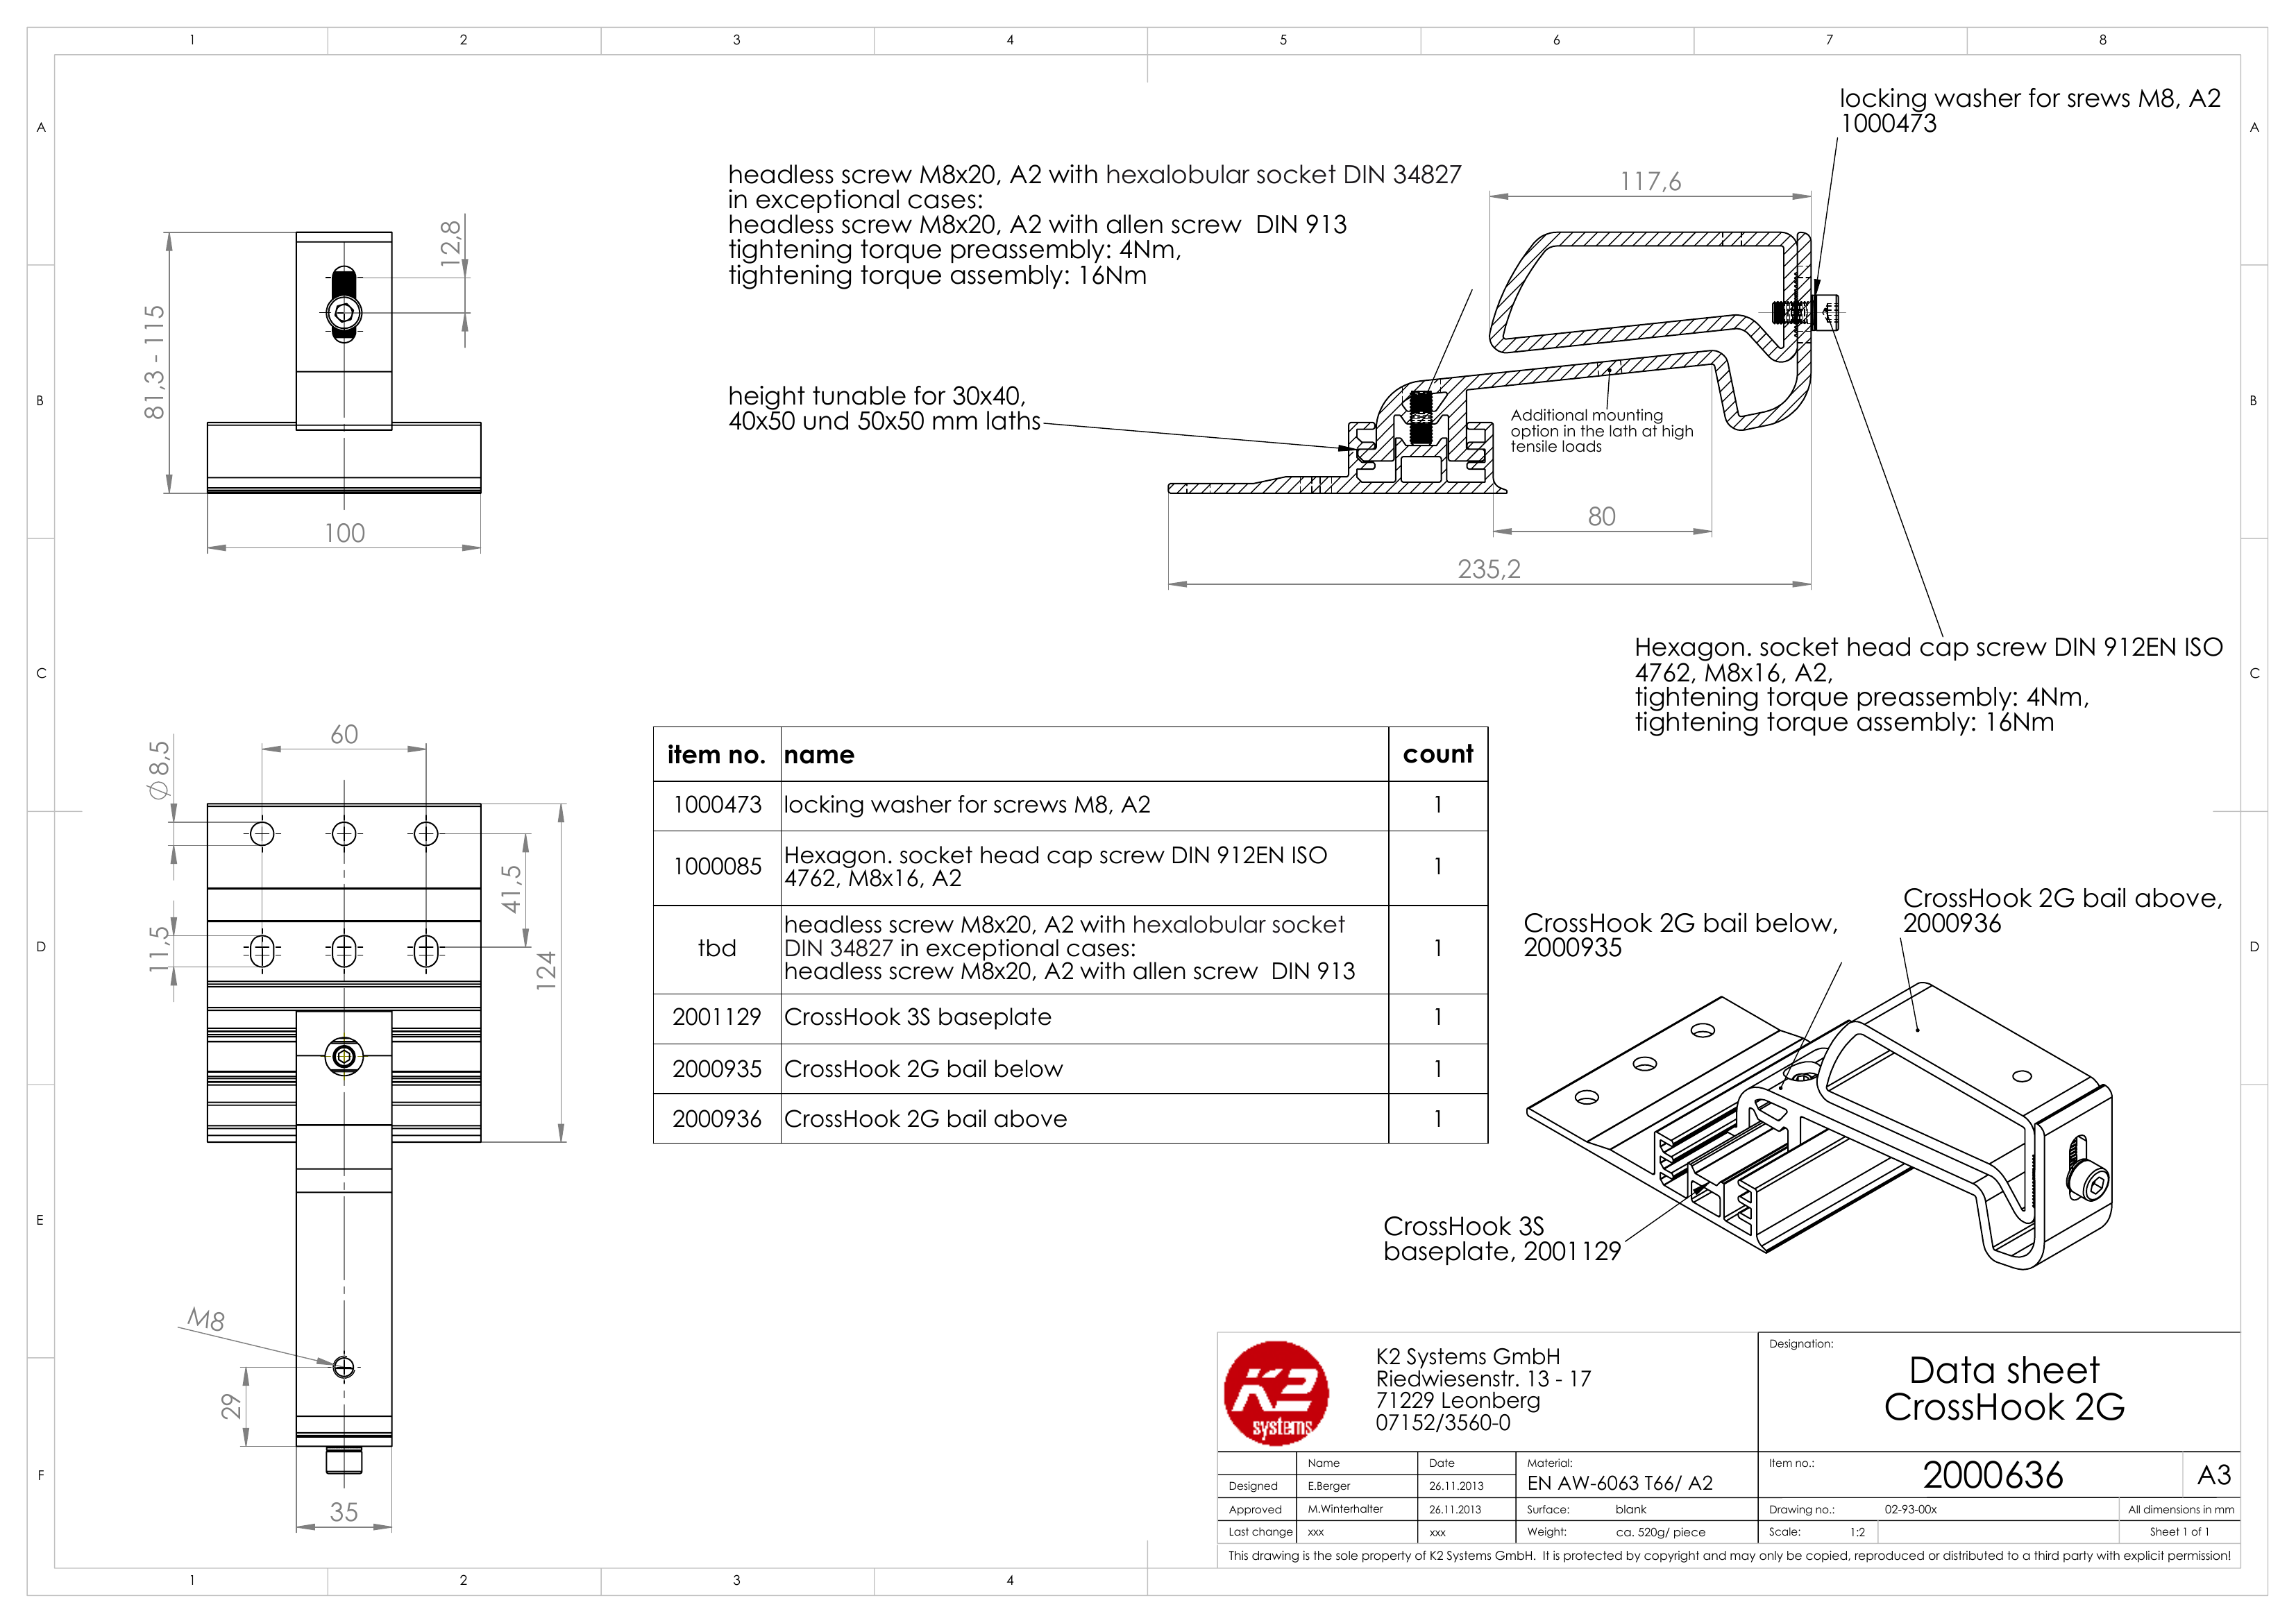 1 2 3 4 5 6 7 8
A A
B B
C C
D D
E
F
locking washer for srews M8, A2
1000473
headless screw M8x20, A2 with hexalobular socket DIN 34827
in exceptional cases:
headless screw M8x20, A2 with allen screw DIN 913
tightening torque preassembly: 4Nm,
tightening torque assembly: 16Nm
117,6
12,8
81,3 - 115
100
height tunable for 30x40,
40x50 und 50x50 mm laths
Additional mounting
option in the lath at high
tensile loads
80
235,2
Hexagon. socket head cap screw DIN 912EN ISO
4762, M8x16, A2,
tightening torque preassembly: 4Nm,
tightening torque assembly: 16Nm
60
Ø8,5
41,5
11,5
124
M8
29
35
item no. name count
1000473 locking washer for screws M8, A2 1
1000085 Hexagon. socket head cap screw DIN 912EN ISO
4762, M8x16, A2 1
tbd headless screw M8x20, A2 with hexalobular socket
DIN 34827 in exceptional cases:
headless screw M8x20, A2 with allen screw DIN 913 1
2001129 CrossHook 3S baseplate 1
2000935 CrossHook 2G bail below 1
2000936 CrossHook 2G bail above 1
CrossHook 2G bail above,
2000936
CrossHook 2G bail below,
2000935
CrossHook 3S
baseplate, 2001129
K2
systems
K2 Systems GmbH
Riedwiesenstr. 13 - 17
71229 Leonberg
07152/3560-0
Designation:
Data sheet
CrossHook 2G
Name Date
Designed E.Berger 26.11.2013
Approved M.Winterhalter 26.11.2013
Last change xxx xxx
Material:
EN AW-6063 T66/ A2
Surface: blank
Weight: ca. 520g/ piece
Item no.: 2000636 A3
Drawing no.: 02-93-00x All dimensions in mm
Scale: 1:2 Sheet 1 of 1
This drawing is the sole property of K2 Systems GmbH. It is protected by copyright and may only be copied, reproduced or distributed to a third party with explicit permission!
1 2 3 4